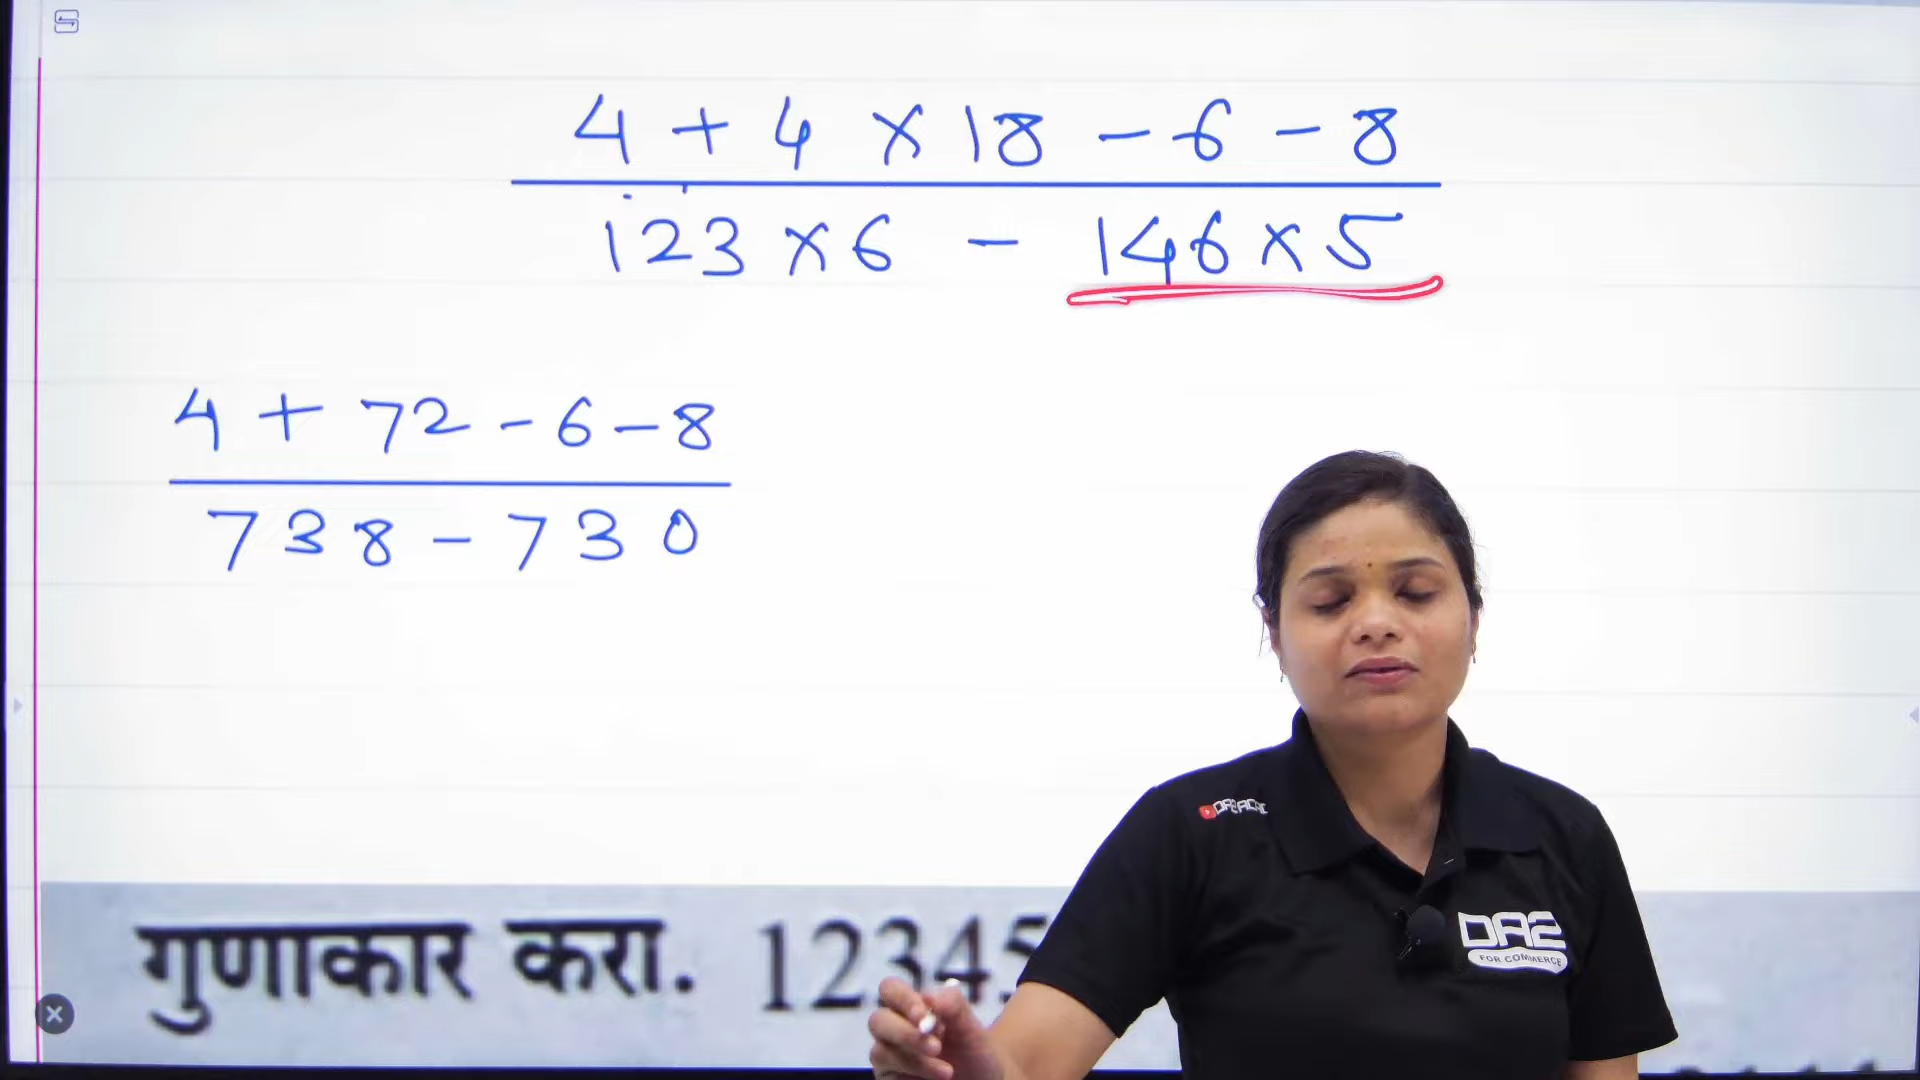 4 + 4 × 18 - 6 - 8
123 × 6 - 146 × 5
4 + 72 - 6 - 8
738 - 730
गुणाकार करा. 12345
DA2
FOR COMMERCE